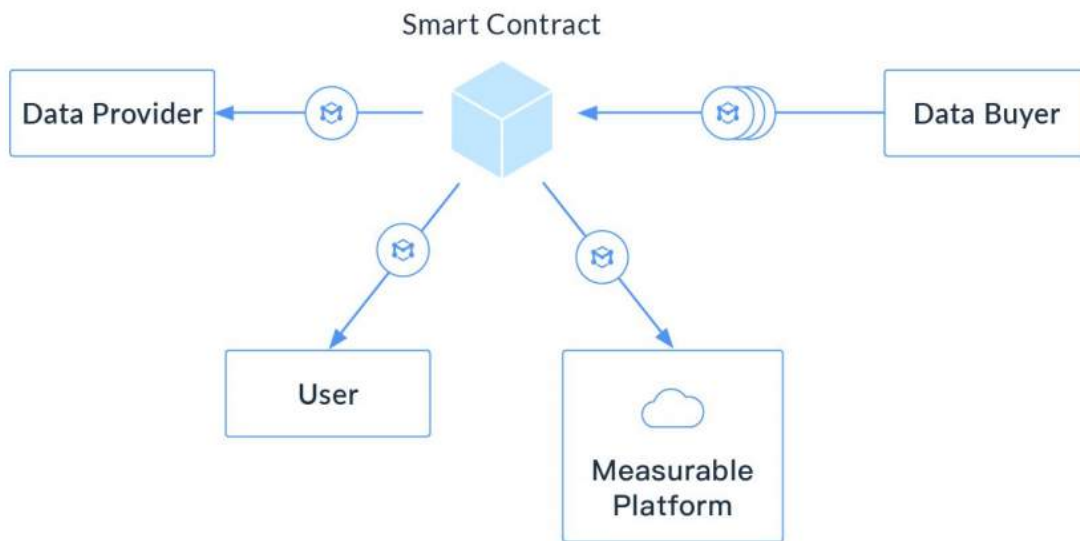 Smart Contract
Data Provider
Data Buyer
User
Measurable
Platform